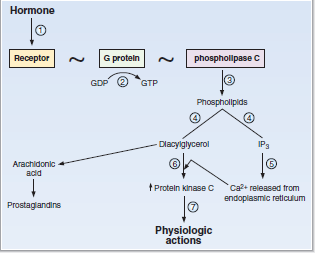 Hormone
①
Receptor ~ G protein ~ phospholipase C
GDP ② GTP
③
Phospholipids
④ ④
Diacylglycerol IP₃
Arachidonic
acid
⑥ ⑤
Prostaglandins
↑ Protein kinase C
Ca²⁺ released from
endoplasmic reticulum
⑦
Physiologic
actions